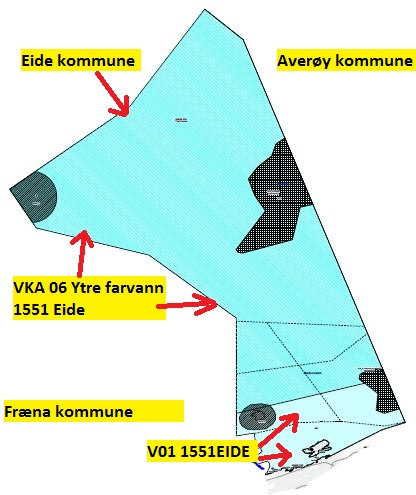 Eide kommune
Averøy kommune
VKA 06 Ytre farvann
1551 Eide
Fræna kommune
V01 1551EIDE